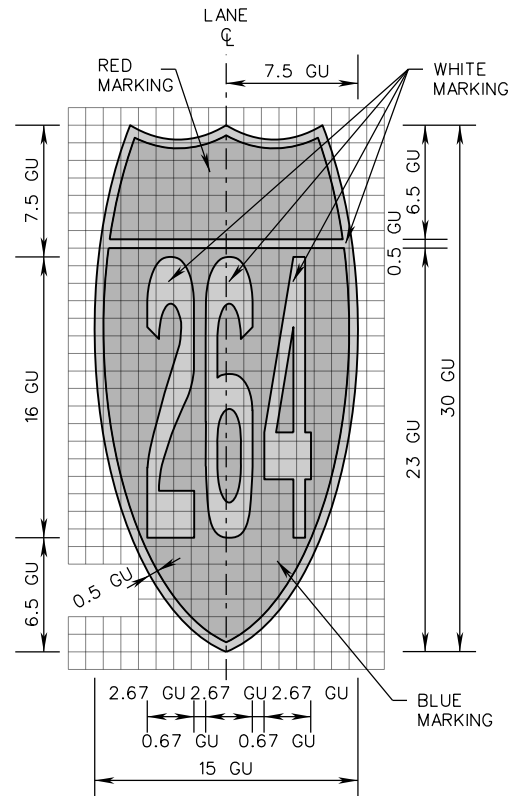 LANE
℄
7.5 GU
RED
MARKING
WHITE
MARKING
7.5 GU
6.5 GU
0.5 GU
264
16 GU
30 GU
23 GU
6.5 GU
0.5 GU
2.67 GU 2.67 GU 2.67 GU
0.67 GU 0.67 GU
15 GU
BLUE
MARKING